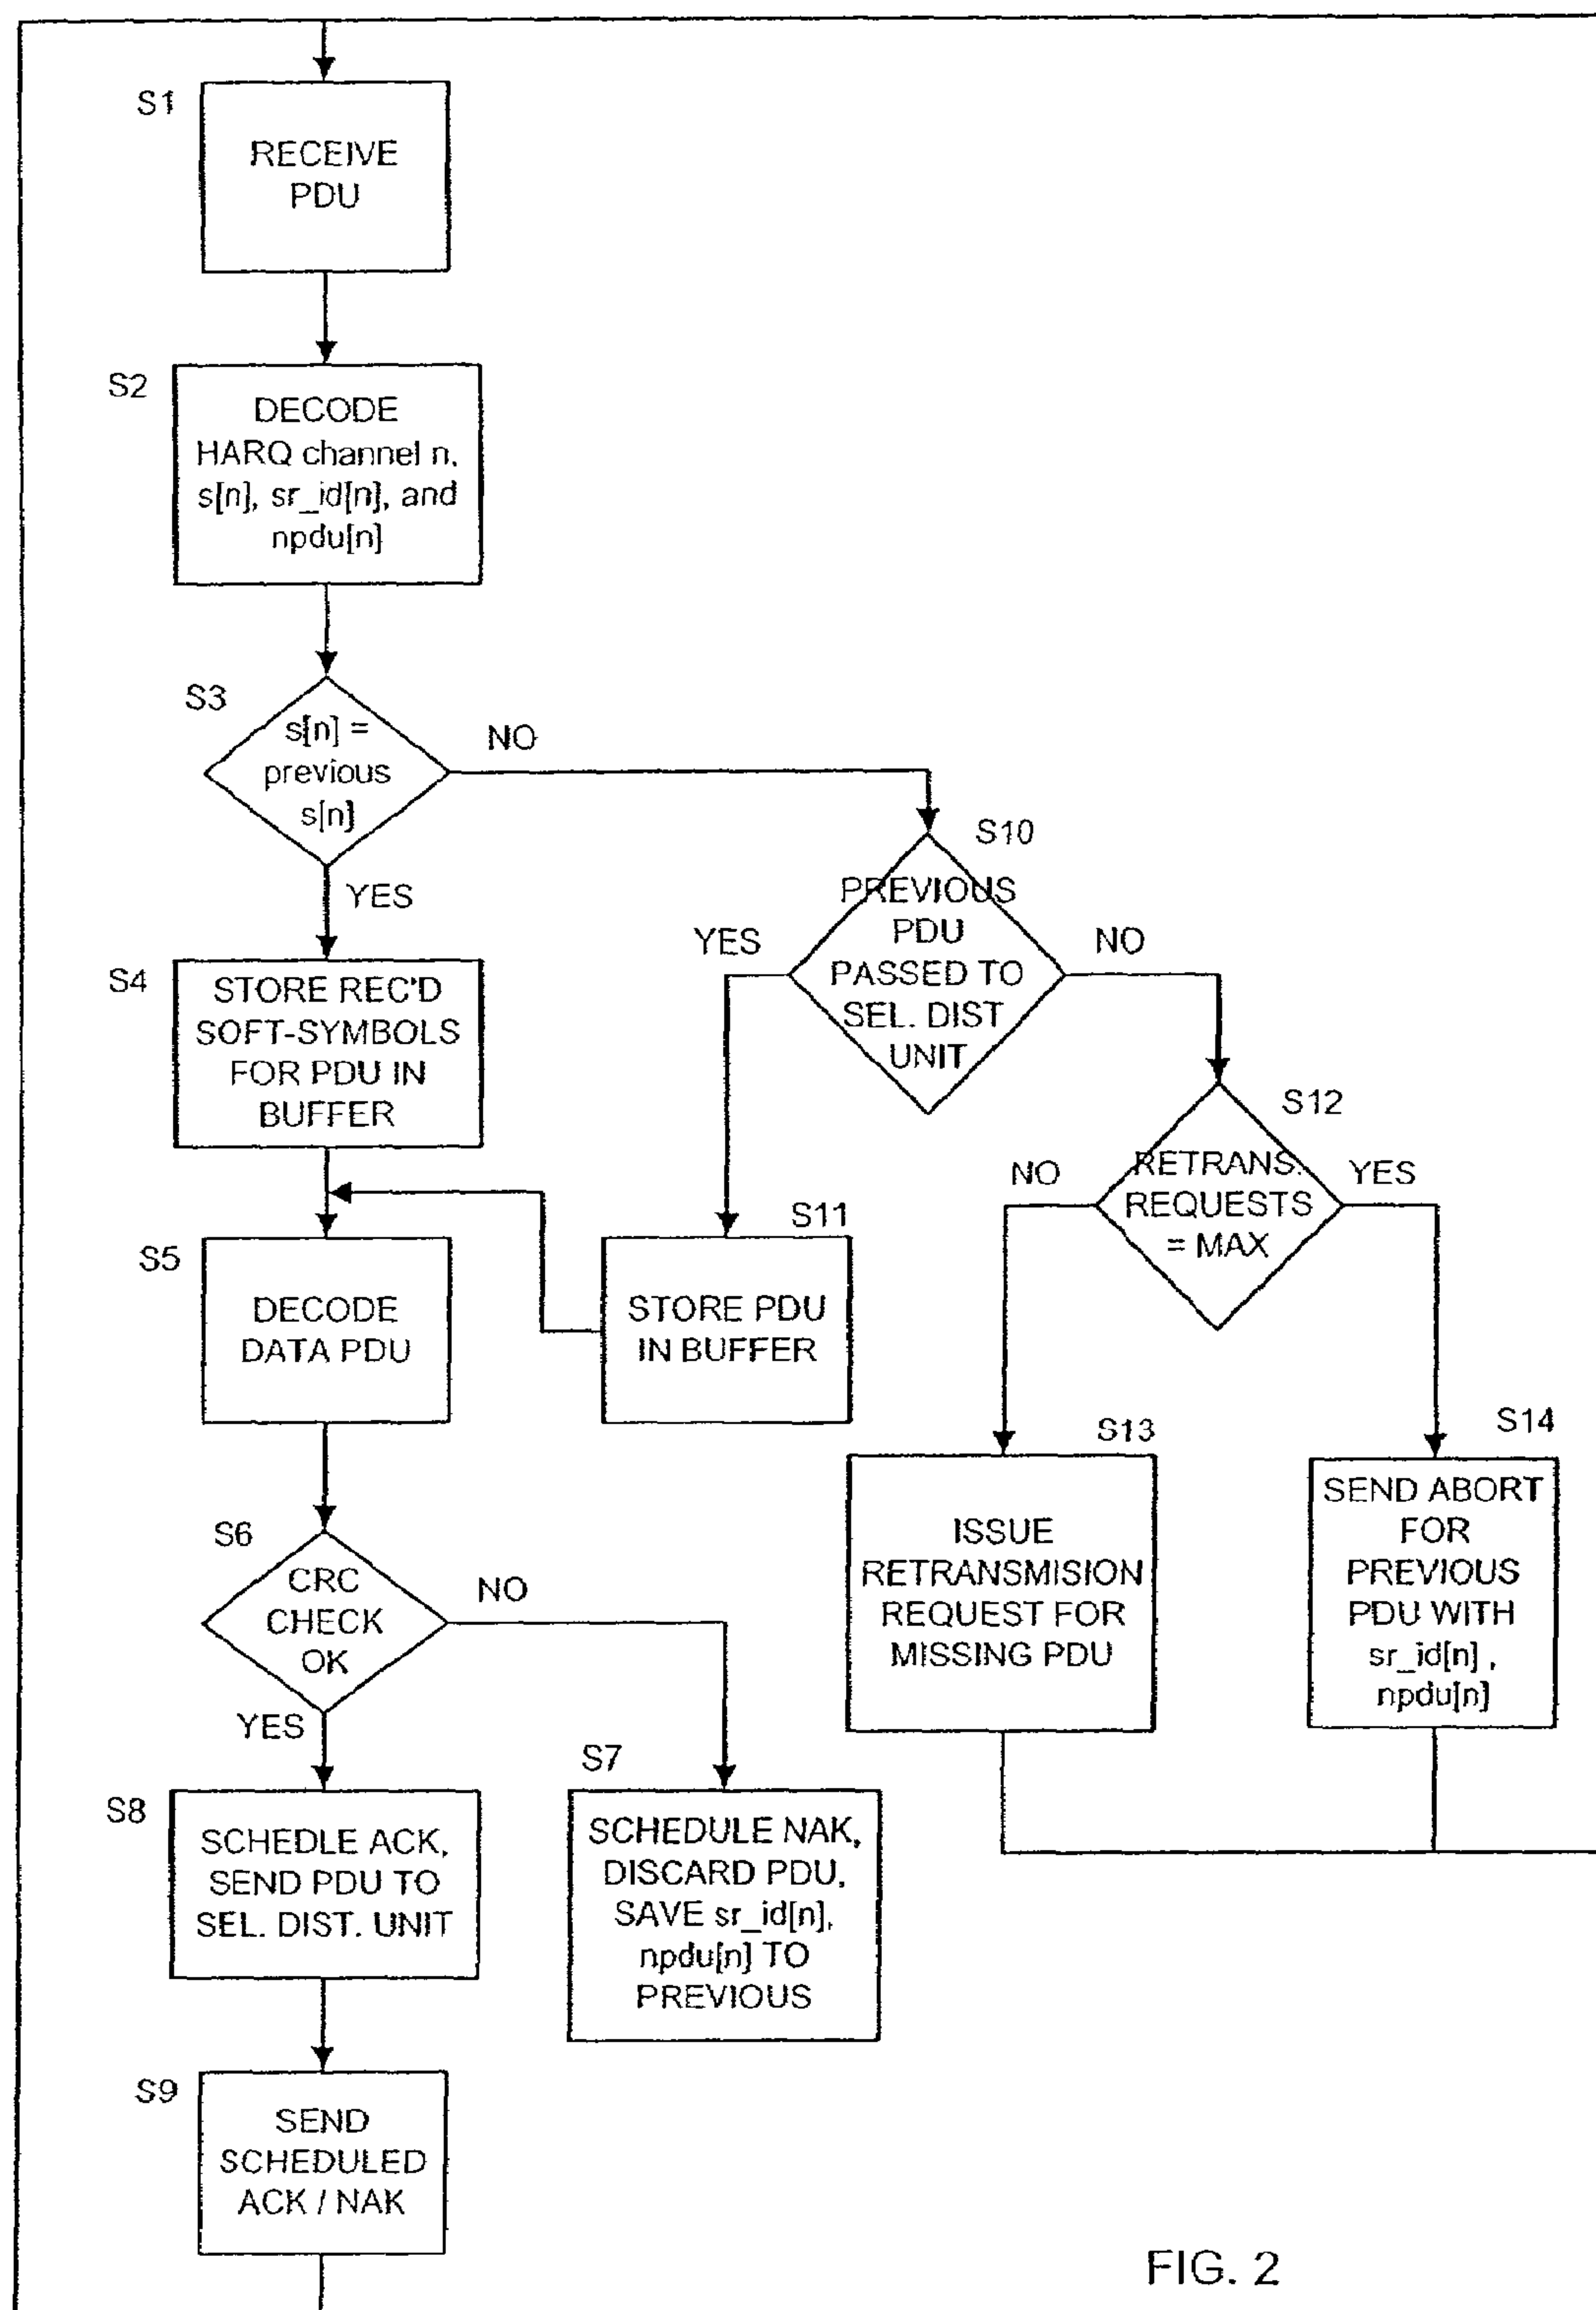 S1
RECEIVE
PDU
S2
DECODE
HARQ channel n,
s[n], sr_id[n], and
npdu[n]
S3
s[n] =
previous
s[n]
NO
YES
S10
PREVIOUS
PDU
PASSED TO
SEL. DIST
UNIT
YES
NO
S4
STORE REC'D
SOFT-SYMBOLS
FOR PDU IN
BUFFER
S12
RETRANS.
REQUESTS
= MAX
NO
YES
S11
STORE PDU
IN BUFFER
S5
DECODE
DATA PDU
S13
ISSUE
RETRANSMISION
REQUEST FOR
MISSING PDU
S14
SEND ABORT
FOR
PREVIOUS
PDU WITH
sr_id[n] ,
npdu[n]
S6
CRC
CHECK
OK
NO
YES
S7
SCHEDULE NAK,
DISCARD PDU,
SAVE sr_id[n],
npdu[n] TO
PREVIOUS
S8
SCHEDLE ACK,
SEND PDU TO
SEL. DIST. UNIT
S9
SEND
SCHEDULED
ACK / NAK
FIG. 2